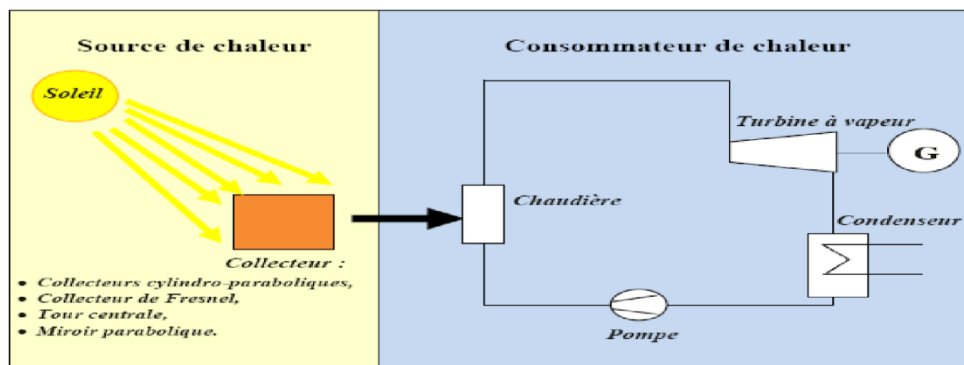 Source de chaleur
Soleil
Collecteur :
• Collecteurs cylindro-paraboliques,
• Collecteur de Fresnel,
• Tour centrale,
• Miroir parabolique.
Consommateur de chaleur
Turbine à vapeur
G
Chaudière
Condenseur
Pompe